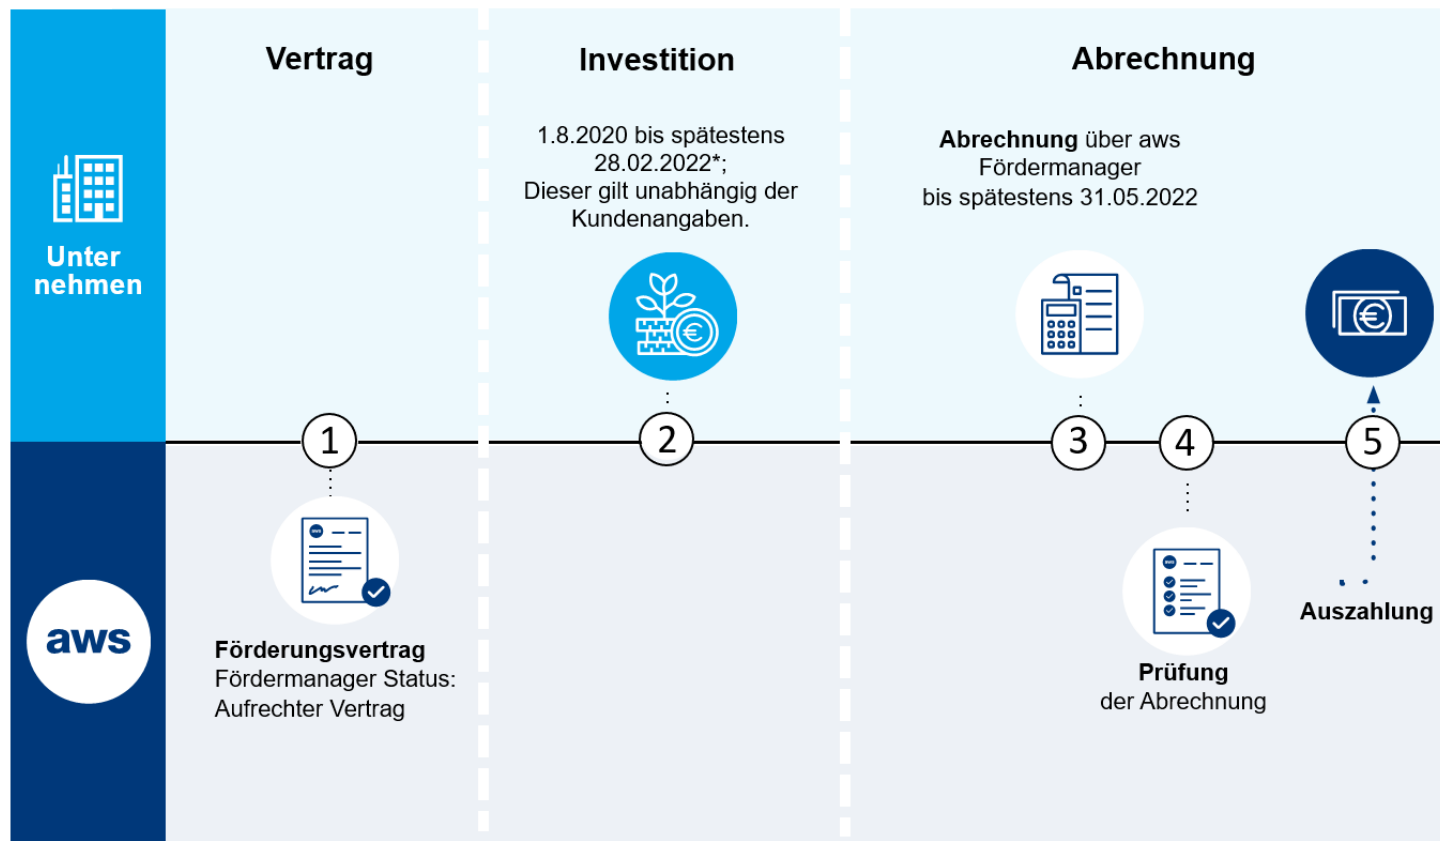 Vertrag
Investition
Abrechnung
1.8.2020 bis spätestens
28.02.2022*;
Dieser gilt unabhängig der
Kundenangaben.
Abrechnung über aws
Fördermanager
bis spätestens 31.05.2022
Unter
nehmen
1
2
3
4
5
aws
Förderungsvertrag
Fördermanager Status:
Aufrechter Vertrag
Prüfung
der Abrechnung
Auszahlung